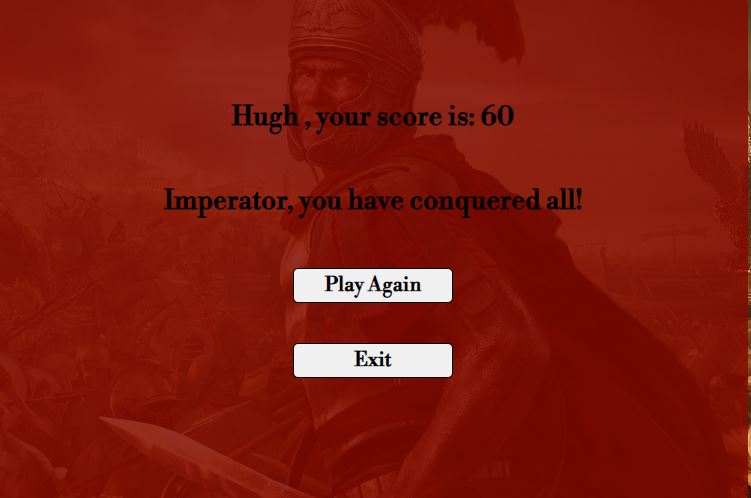 Hugh , your score is: 60
Imperator, you have conquered all!
Play Again
Exit